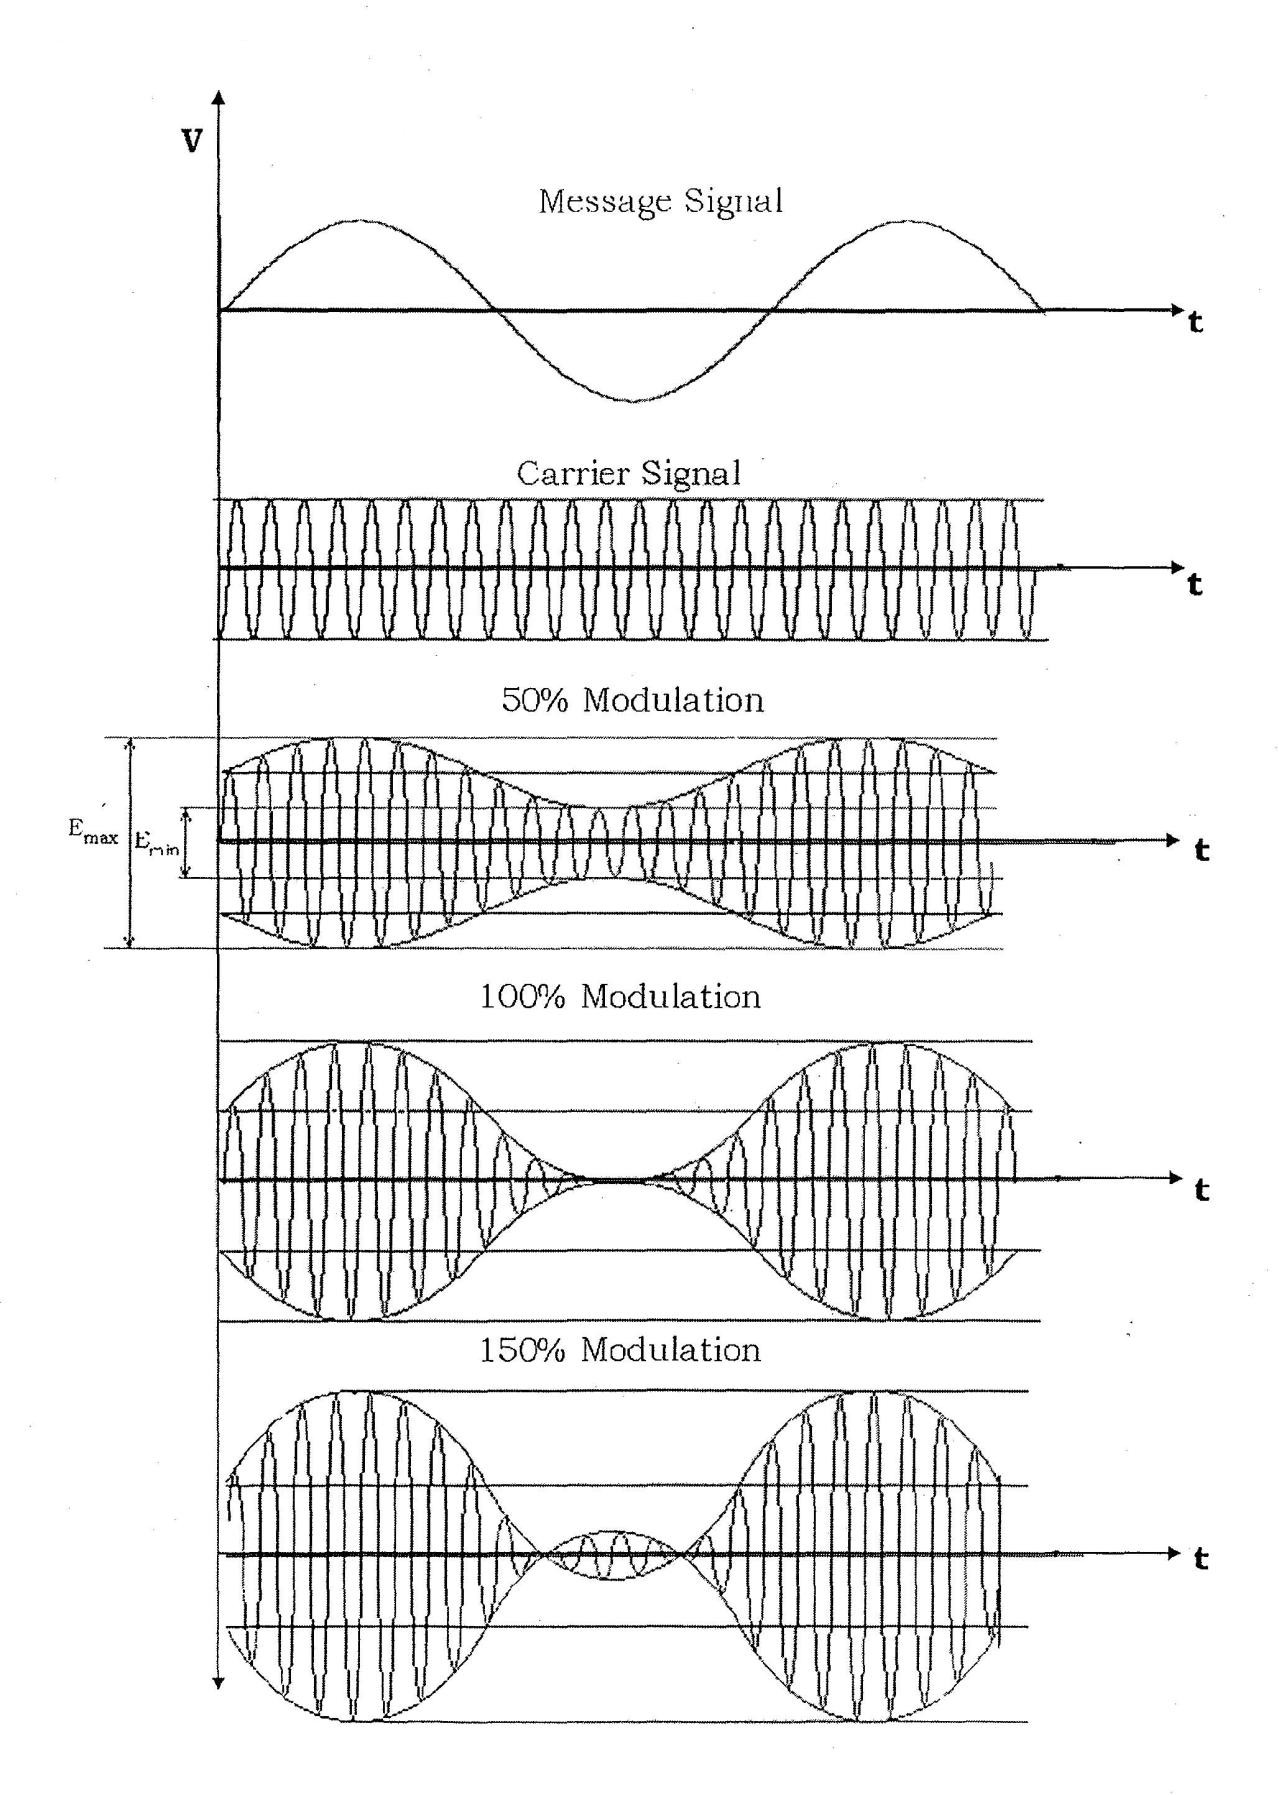 V
Message Signal
t
Carrier Signal
t
50% Modulation
Emax
Emin
t
100% Modulation
t
150% Modulation
t